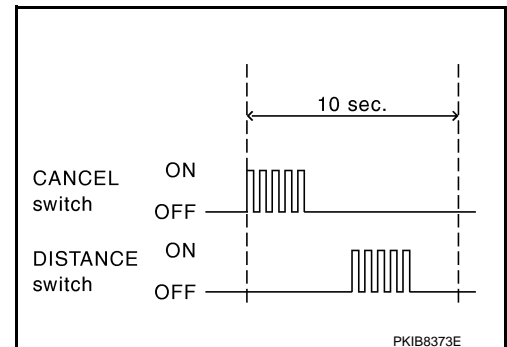 10 sec.
CANCEL
switch
ON
OFF
DISTANCE
switch
ON
OFF
PKIB8373E